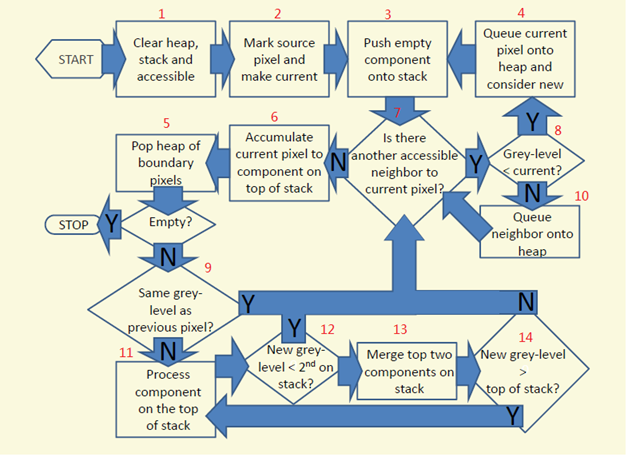 1
2
3
4
START
Clear heap,
stack and
accessible
Mark source
pixel and
make current
Push empty
component
onto stack
Queue current
pixel onto
heap and
consider new
5
6
7
8
Pop heap of
boundary
pixels
Accumulate
current pixel to
component on
top of stack
N
Is there
another accessible
neighbor to
current pixel?
Y
Y
Grey-level
< current?
N
10
Queue
neighbor onto
heap
STOP
Y
Empty?
N
9
Same grey-
level as
previous pixel?
Y
N
N
11
Process
component
on the top
of stack
12
Y
New grey-
level < 2nd on
stack?
13
Merge top two
components on
stack
14
New grey-level
>
top of stack?
Y